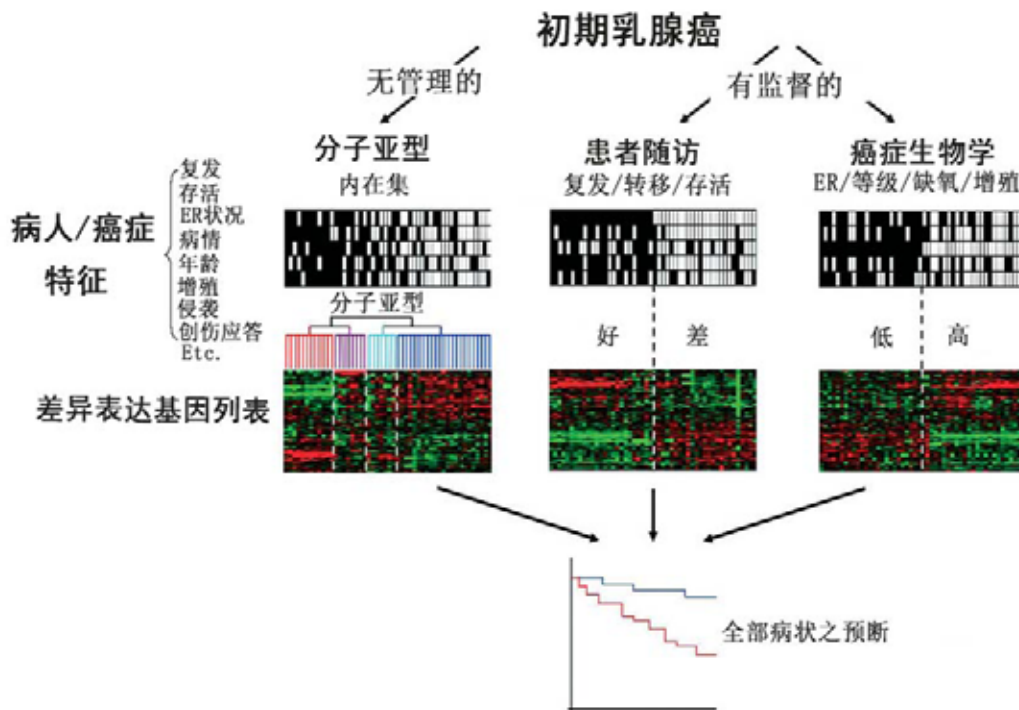 初期乳腺癌
无管理的
有监督的
分子亚型
患者随访
癌症生物学
内在集
复发/转移/存活
ER/等级/缺氧/增殖
病人/癌症
特征
复发
存活
ER状况
病情
年龄
增殖
侵袭
创伤应答
Etc.
分子亚型
好
差
低
高
差异表达基因列表
全部病状之预断